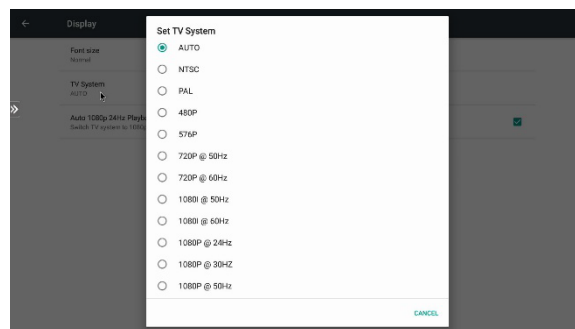 Display
Font size
Normal
TV System
AUTO
Auto 1080p 24Hz Playb
Switch TV system to 1080p
Set TV System
AUTO
NTSC
PAL
480P
576P
720P @ 50Hz
720P @ 60Hz
1080I @ 50Hz
1080I @ 60Hz
1080P @ 24Hz
1080P @ 30HZ
1080P @ 50Hz
CANCEL